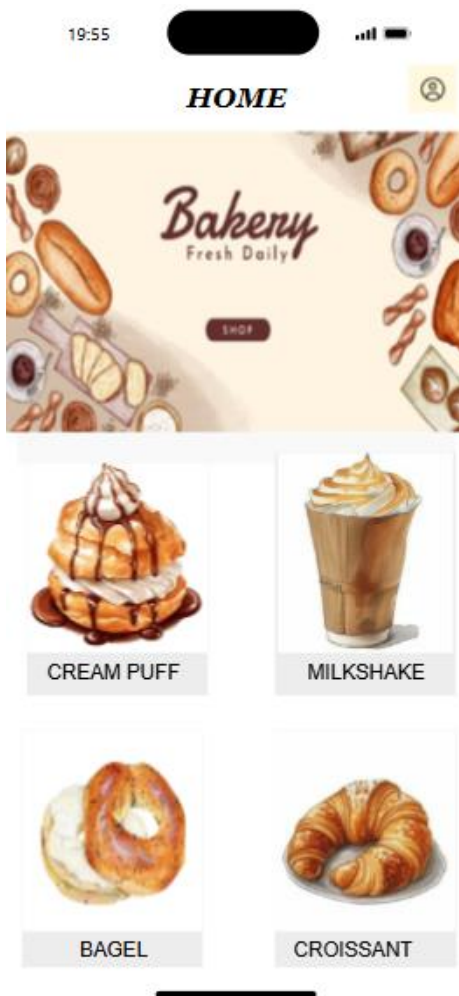 19:55
HOME
Bakery
Fresh Daily
SHOP
CREAM PUFF
MILKSHAKE
BAGEL
CROISSANT